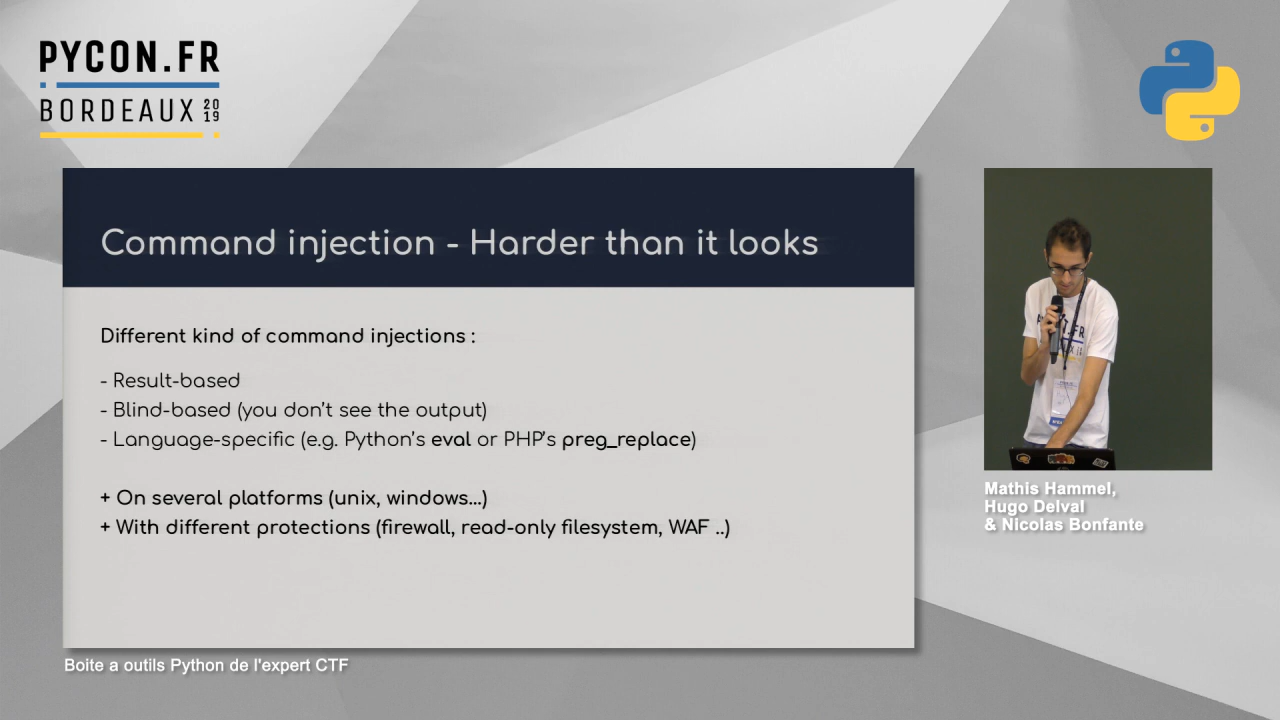 PYCON.FR
BORDEAUX 2019
Command injection - Harder than it looks
Different kind of command injections :
- Result-based
- Blind-based (you don't see the output)
- Language-specific (e.g. Python's eval or PHP's preg_replace)
+ On several platforms (unix, windows...)
+ With different protections (firewall, read-only filesystem, WAF ..)
Mathis Hammel,
Hugo Delval
& Nicolas Bonfante
Boite a outils Python de l'expert CTF